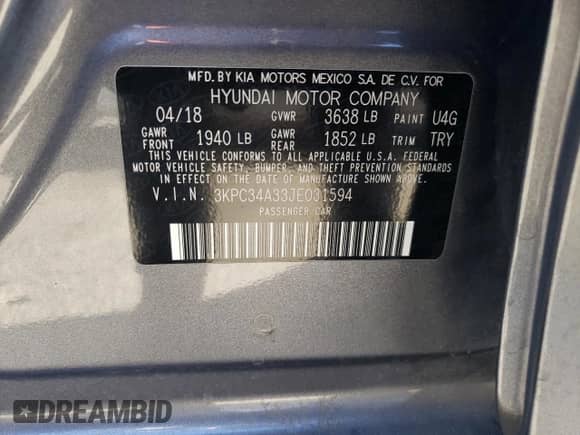 MFD. BY KIA MOTORS MEXICO S.A. DE C.V. FOR
HYUNDAI MOTOR COMPANY
04/18 GVWR 3638 LB PAINT U4G
GAWR FRONT 1940 LB GAWR REAR 1852 LB TRIM TRY
THIS VEHICLE CONFORMS TO ALL APPLICABLE U.S.A. FEDERAL
MOTOR VEHICLE SAFETY, BUMPER, AND THEFT PREVENTION STANDARDS
IN EFFECT ON THE DATE OF MANUFACTURE SHOWN ABOVE.
V.I.N. 3KPC34A33JE031594
PASSENGER CAR
DREAMBID